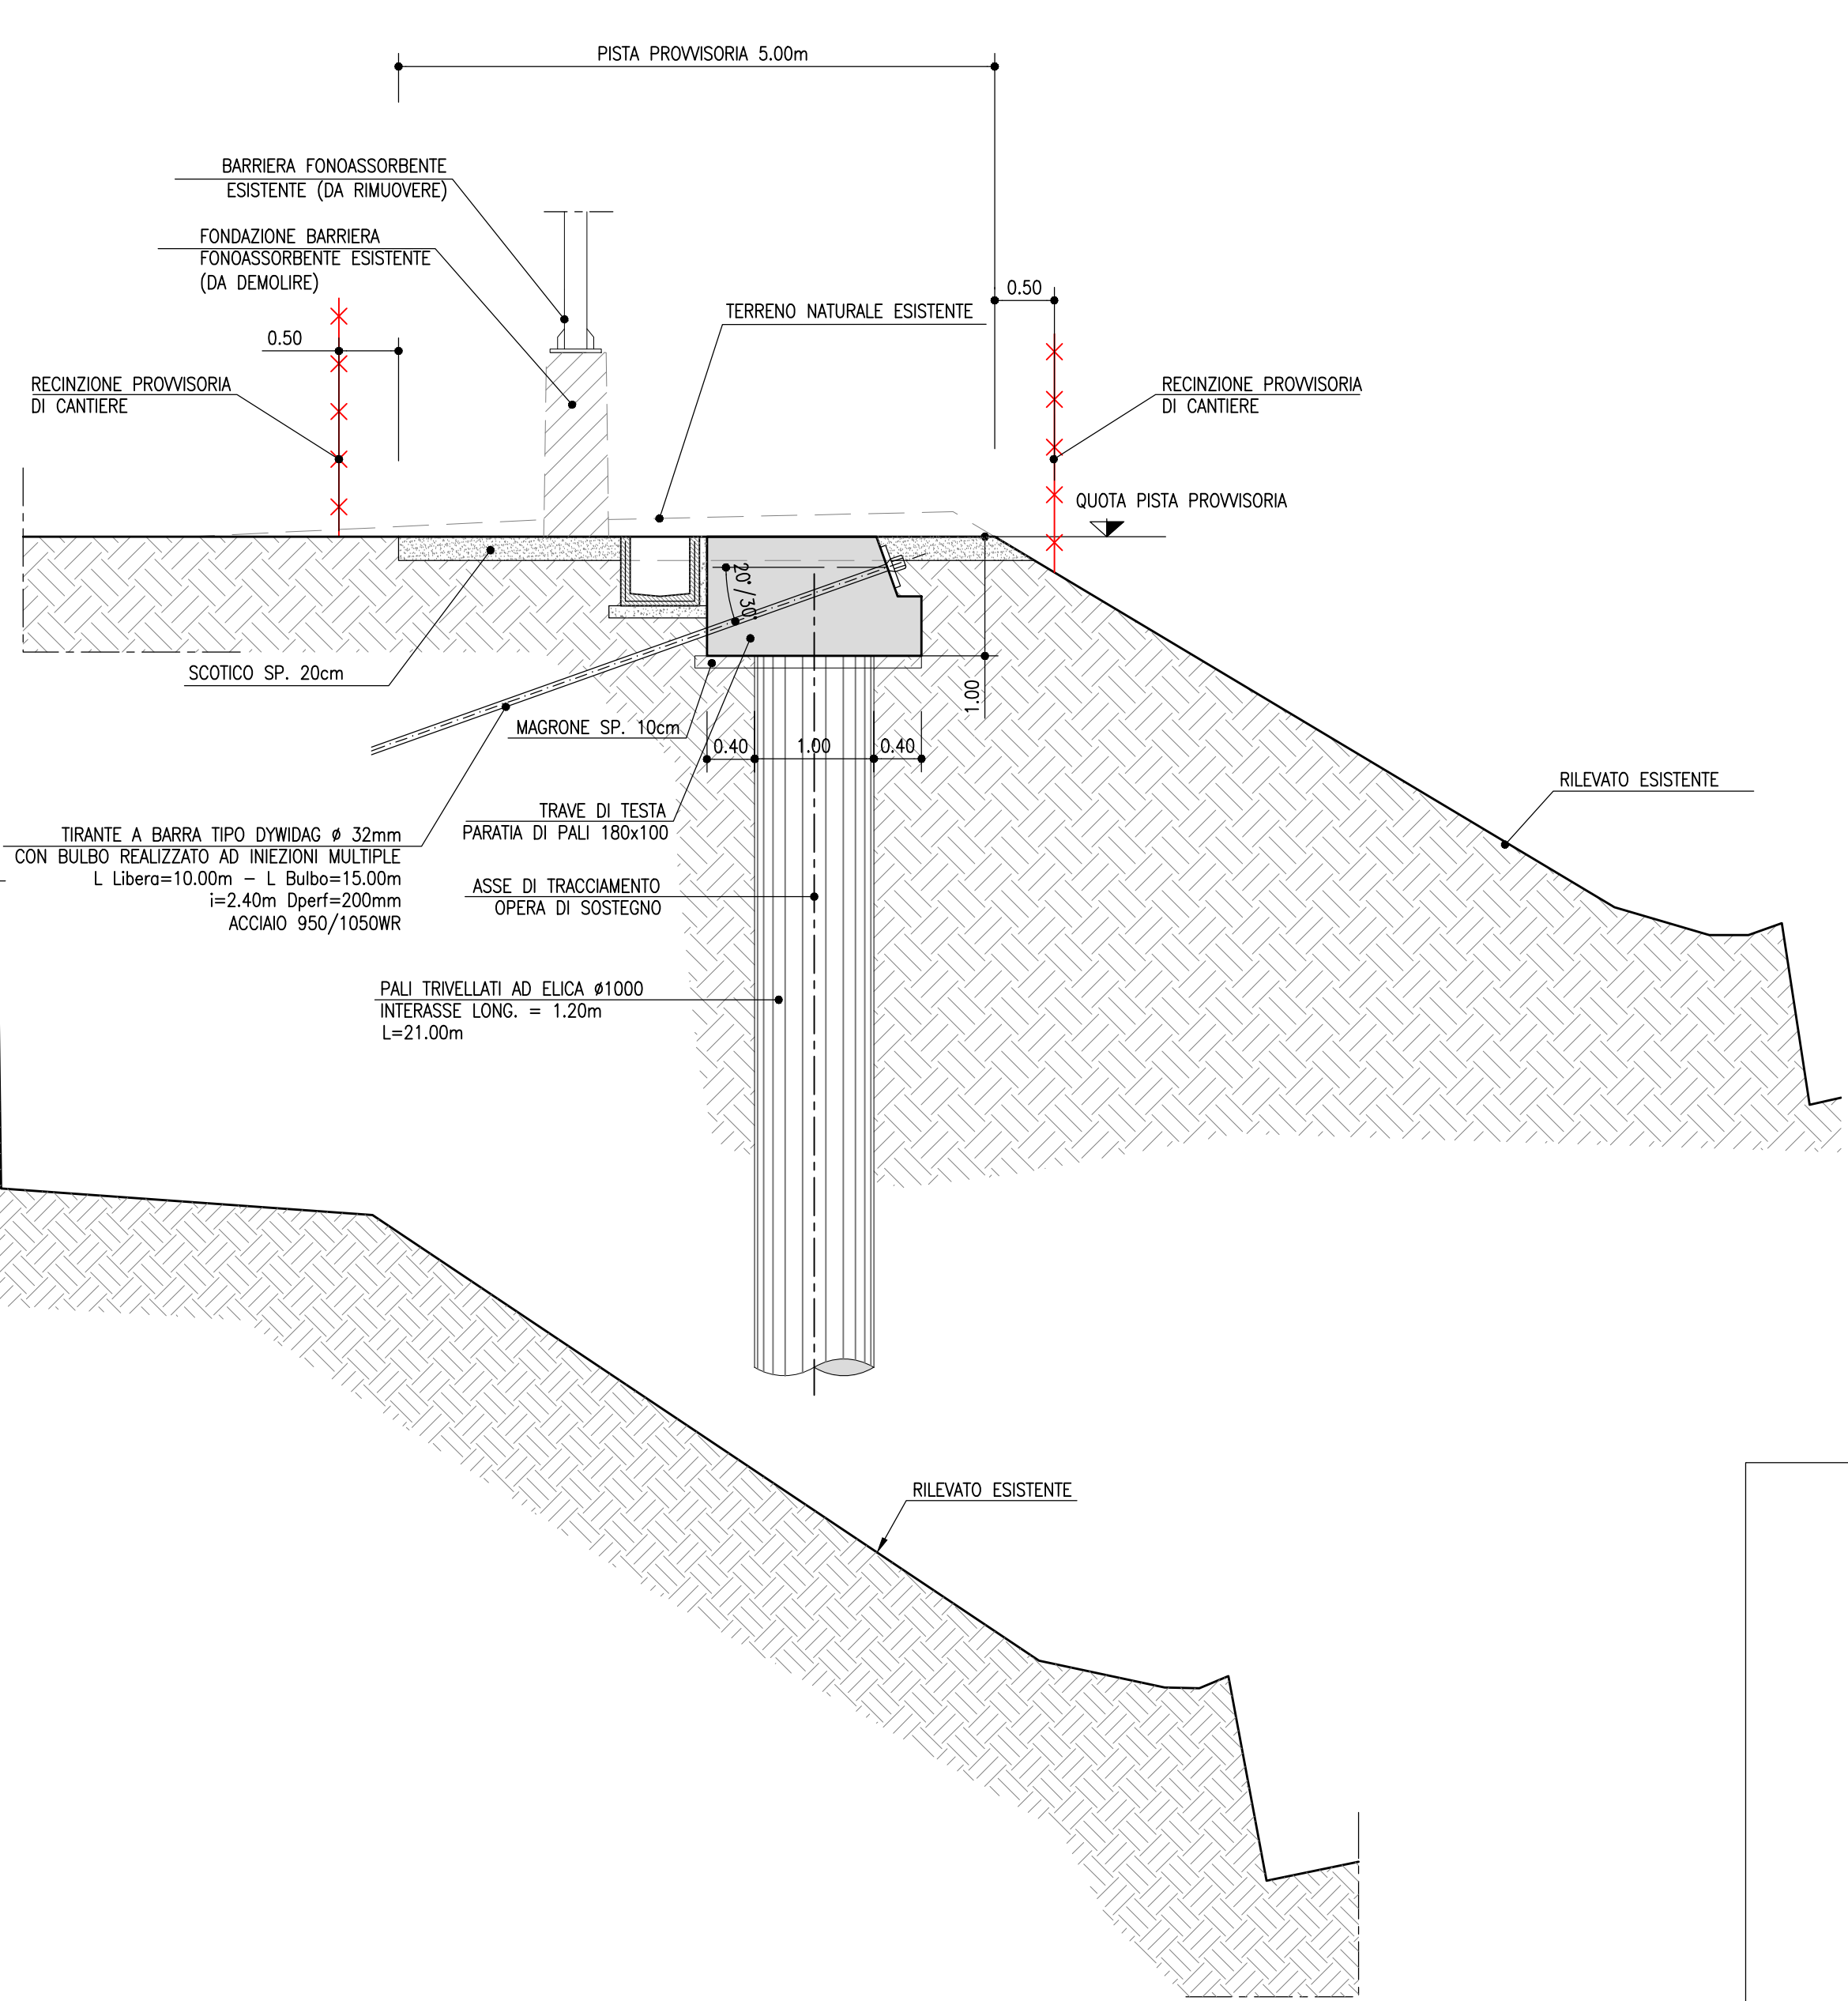 PISTA PROVVISORIA 5.00m
BARRIERA FONOASSORBENTE
ESISTENTE (DA RIMUOVERE)
FONDAZIONE BARRIERA
FONOASSORBENTE ESISTENTE
(DA DEMOLIRE)
0.50
TERRENO NATURALE ESISTENTE
0.50
RECINZIONE PROVVISORIA
DI CANTIERE
RECINZIONE PROVVISORIA
DI CANTIERE
QUOTA PISTA PROVVISORIA
20°/30°
SCOTICO SP. 20cm
1.00
MAGRONE SP. 10cm
0.40
1.00
0.40
RILEVATO ESISTENTE
TRAVE DI TESTA
PARATIA DI PALI 180x100
TIRANTE A BARRA TIPO DYWIDAG ø 32mm
CON BULBO REALIZZATO AD INIEZIONI MULTIPLE
L Libera=10.00m – L Bulbo=15.00m
i=2.40m Dperf=200mm
ACCIAIO 950/1050WR
ASSE DI TRACCIAMENTO
OPERA DI SOSTEGNO
PALI TRIVELLATI AD ELICA ø1000
INTERASSE LONG. = 1.20m
L=21.00m
RILEVATO ESISTENTE